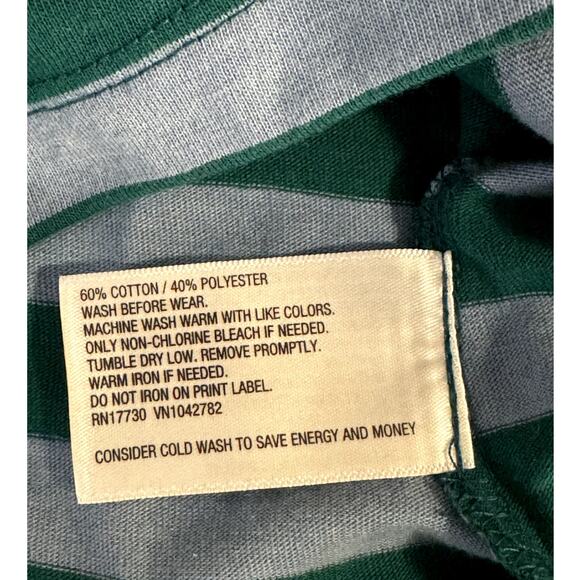 60% COTTON / 40% POLYESTER
WASH BEFORE WEAR.
MACHINE WASH WARM WITH LIKE COLORS.
ONLY NON-CHLORINE BLEACH IF NEEDED.
TUMBLE DRY LOW. REMOVE PROMPTLY.
WARM IRON IF NEEDED.
DO NOT IRON ON PRINT LABEL.
RN17730 VN1042782
CONSIDER COLD WASH TO SAVE ENERGY AND MONEY